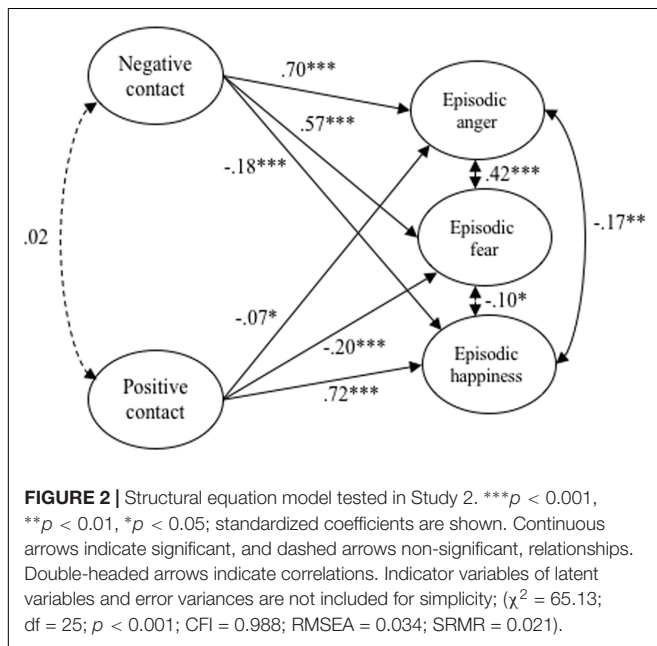 Negative
contact
.70***
Episodic
anger
.57***
-.18***
.42***
.02
Episodic
fear
-.17**
-.07*
-.10*
-.20***
Positive
contact
.72***
Episodic
happiness
FIGURE 2 | Structural equation model tested in Study 2. ***p < 0.001,
**p < 0.01, *p < 0.05; standardized coefficients are shown. Continuous
arrows indicate significant, and dashed arrows non-significant, relationships.
Double-headed arrows indicate correlations. Indicator variables of latent
variables and error variances are not included for simplicity; (χ² = 65.13;
df = 25; p < 0.001; CFI = 0.988; RMSEA = 0.034; SRMR = 0.021).